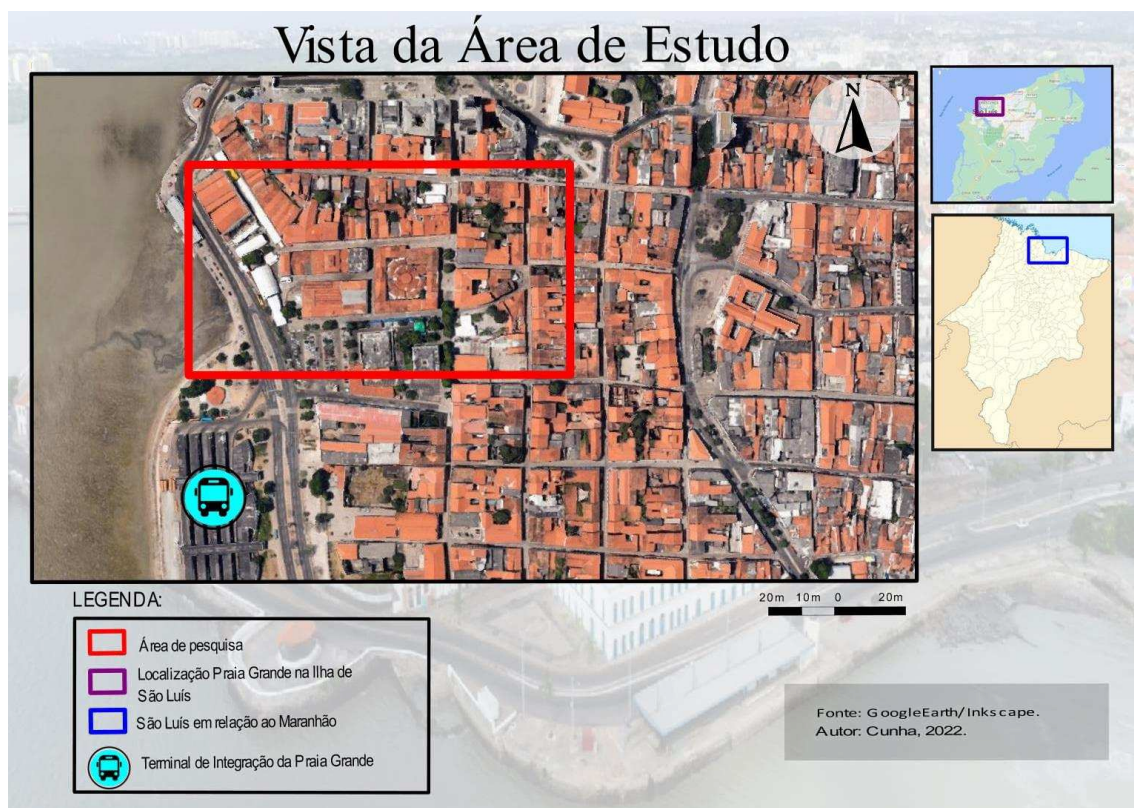 Vista da Área de Estudo
N
20m 10m 0 20m
LEGENDA:
Área de pesquisa
Localização Praia Grande na Ilha de
São Luís
São Luís em relação ao Maranhão
Terminal de Integração da Praia Grande
Fonte: GoogleEarth/Inkscape.
Autor: Cunha, 2022.